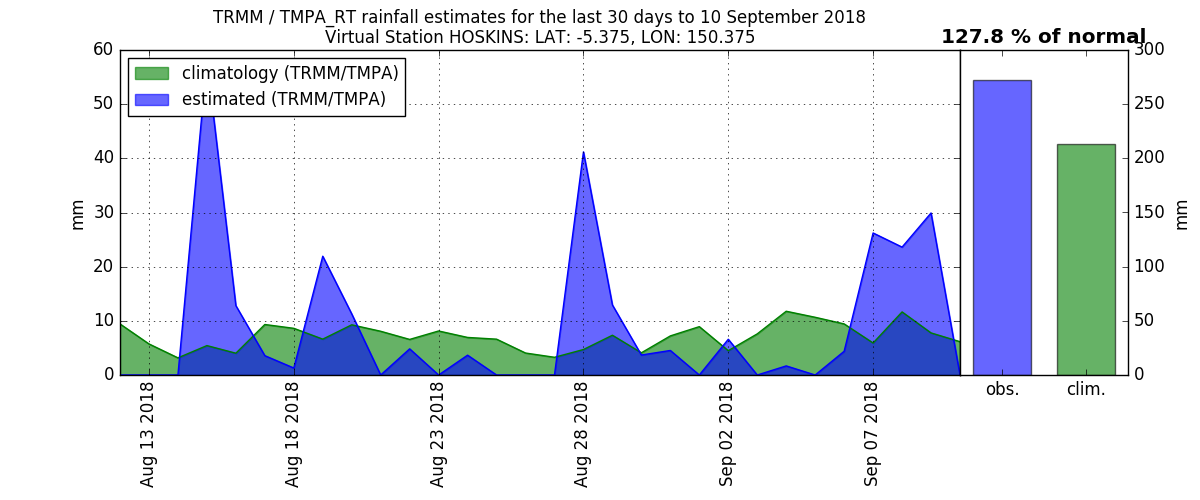 TRMM / TMPA_RT rainfall estimates for the last 30 days to 10 September 2018
Virtual Station HOSKINS: LAT: -5.375, LON: 150.375
127.8 % of normal
climatology (TRMM/TMPA)
estimated (TRMM/TMPA)
60
50
40
30
20
10
0
mm
300
250
200
150
100
50
0
mm
Aug 13 2018
Aug 18 2018
Aug 23 2018
Aug 28 2018
Sep 02 2018
Sep 07 2018
obs.
clim.